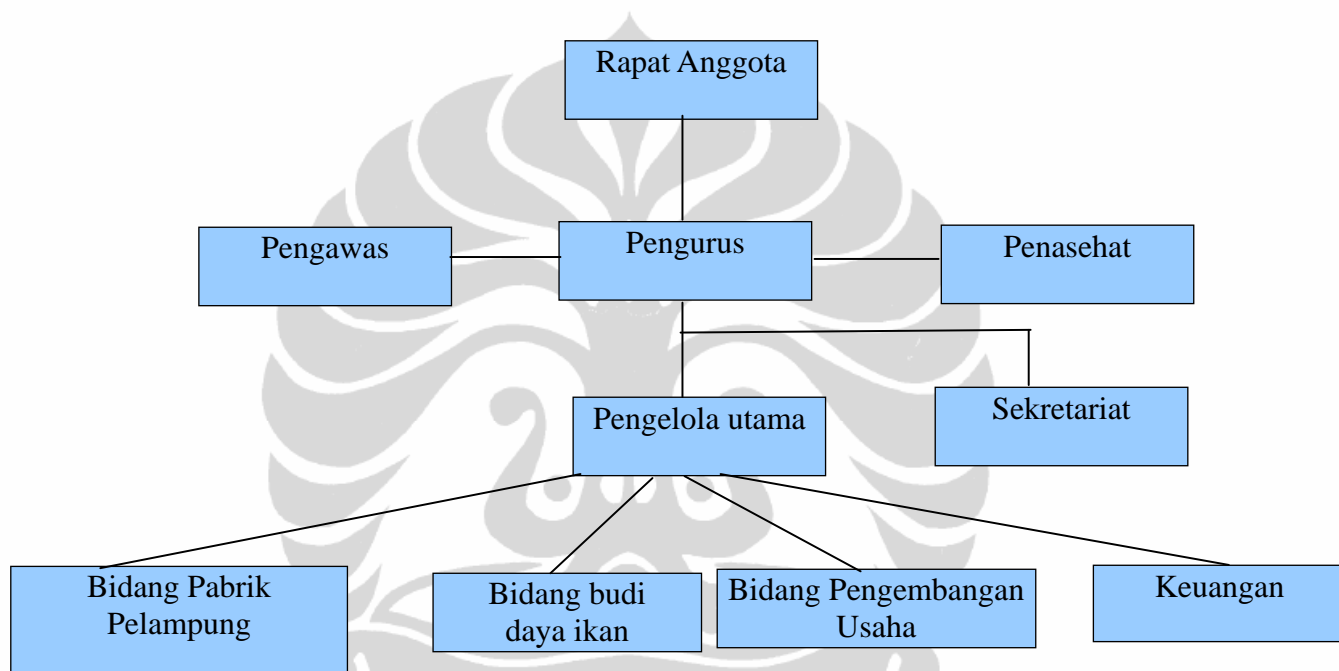 Rapat Anggota
Pengawas
Pengurus
Penasehat
Pengelola utama
Sekretariat
Bidang Pabrik
Pelampung
Bidang budi
daya ikan
Bidang Pengembangan
Usaha
Keuangan